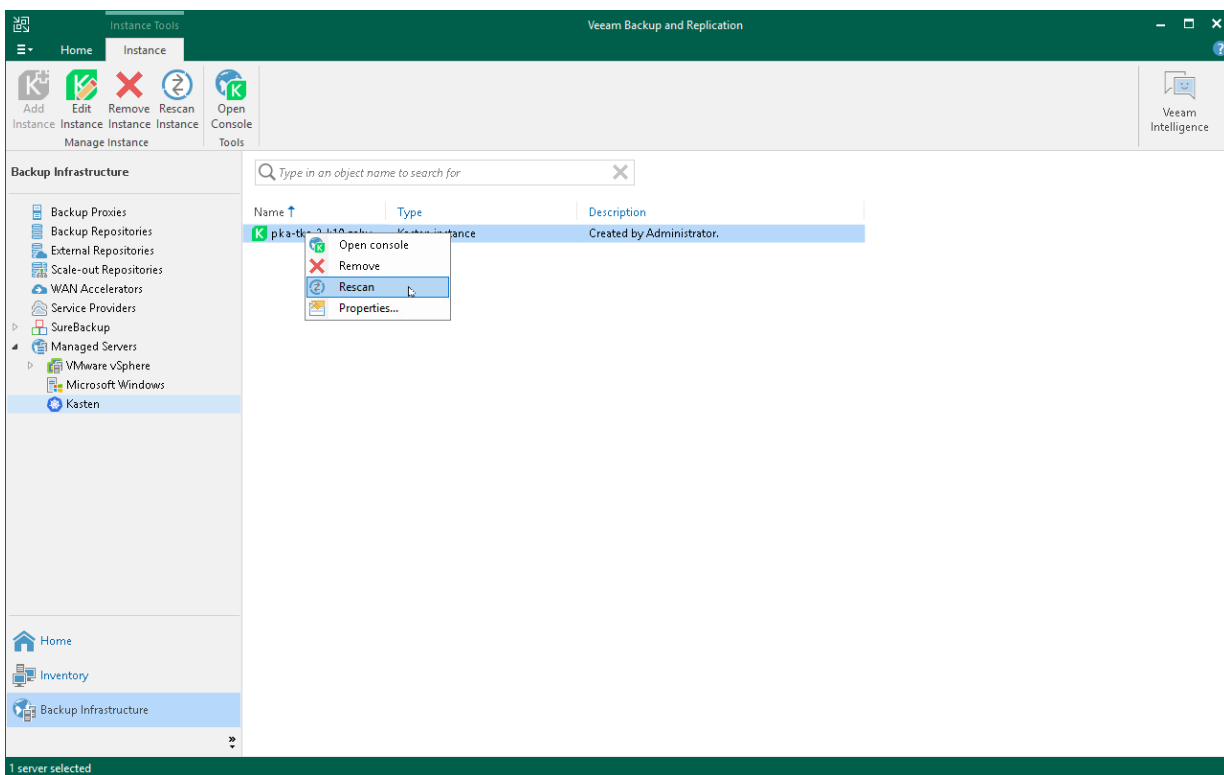 Instance Tools
Veeam Backup and Replication
Home Instance
Add Instance
Edit Instance
Remove Instance
Rescan Instance
Open Console
Manage Instance
Tools
Veeam Intelligence
Backup Infrastructure
Type in an object name to search for
Backup Proxies
Backup Repositories
External Repositories
Scale-out Repositories
WAN Accelerators
Service Providers
SureBackup
Managed Servers
VMware vSphere
Microsoft Windows
Kasten
Name Type Description
Created by Administrator.
Open console
Remove
Rescan
Properties...
Home
Inventory
Backup Infrastructure
1 server selected